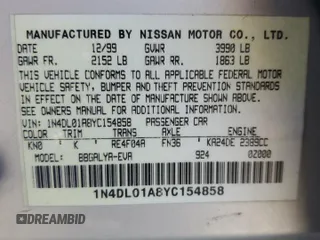 MANUFACTURED BY NISSAN MOTOR CO., LTD.
DATE 12/99 GVWR 3990 LB
GAWR FR. 2152 LB GAWR RR. 1863 LB
THIS VEHICLE CONFORMS TO ALL APPLICABLE FEDERAL MOTOR
VEHICLE SAFETY, BUMPER AND THEFT PREVENTION STANDARDS
IN EFFECT ON THE DATE OF MANUFACTURE SHOWN ABOVE.
SEE OWNERS MANUAL FOR ADDITIONAL INFORMATION.
1N4DL01A8YC154858 PASSENGER CAR
COLOR TRIM TRANS AXLE ENGINE
KN0 K RE4F04A FN36 KA24DE 2389CC
MODEL BBGALYA-EVA 924 0Z000
1N4DL01A8YC154858
DREAMBID